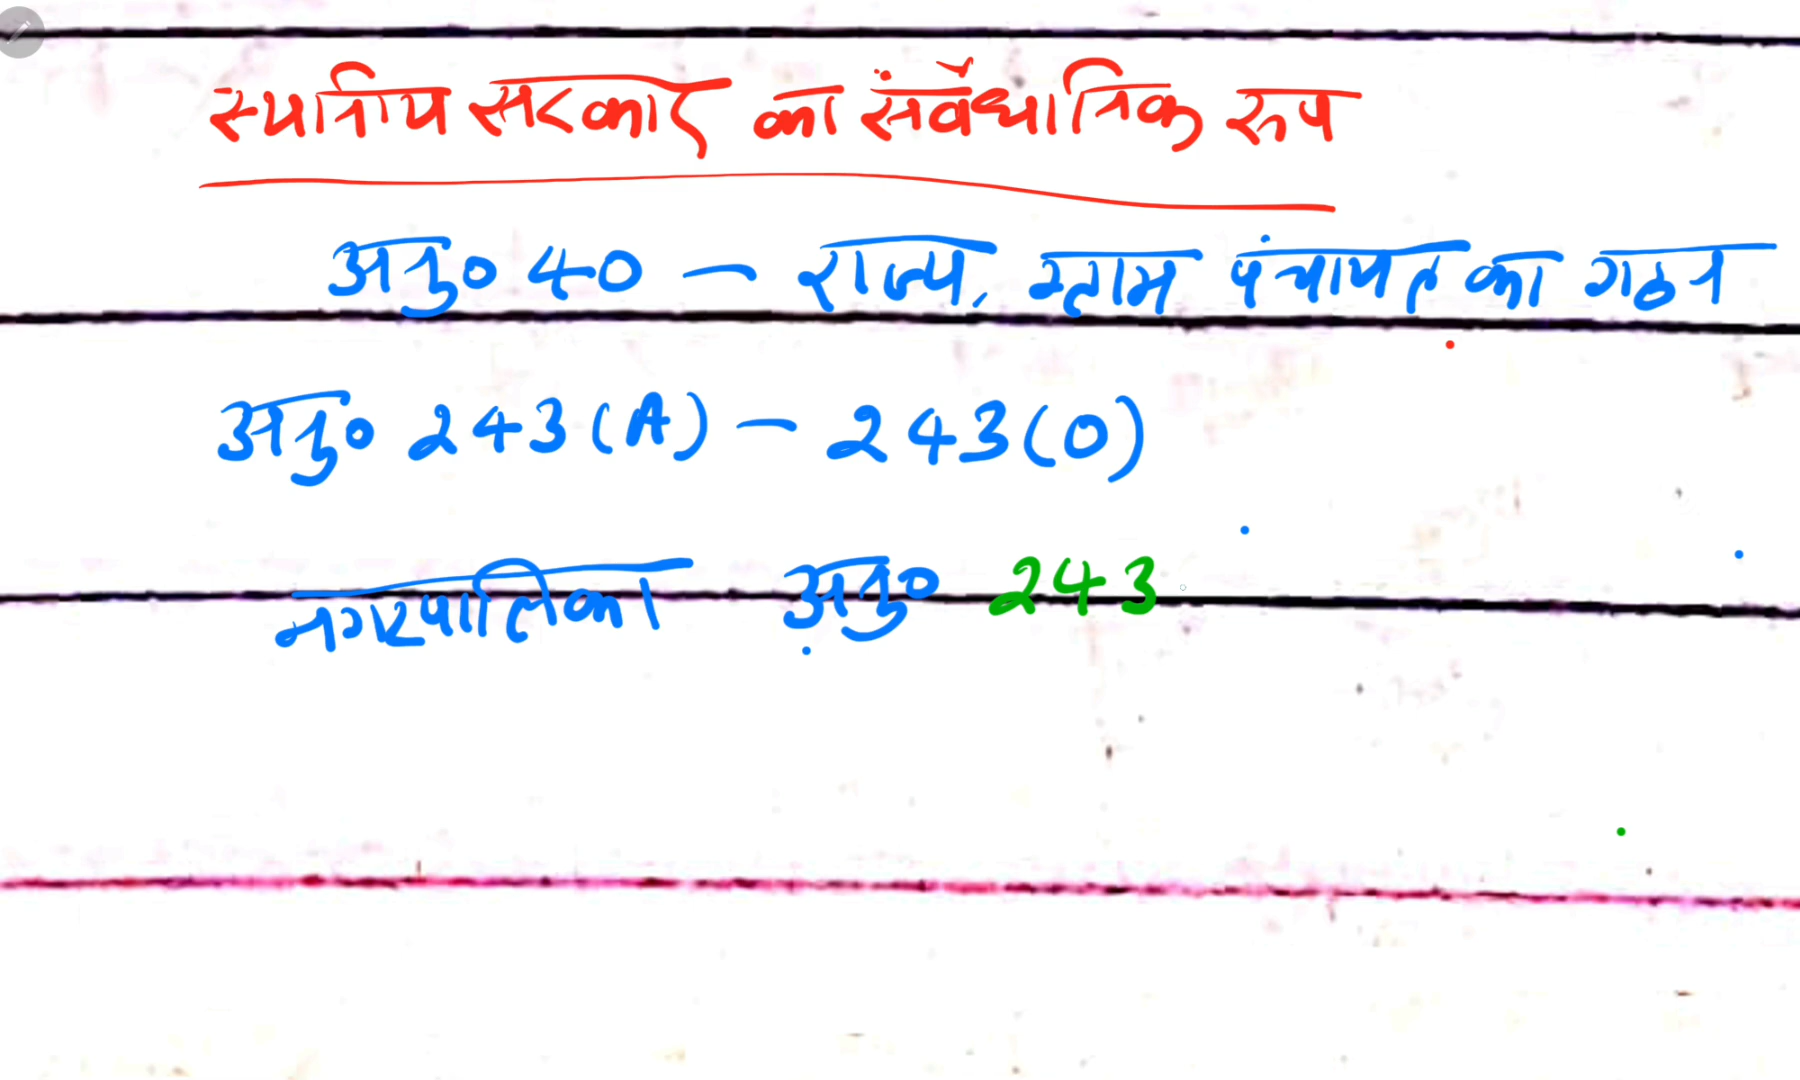 स्थानिय सरकार का संवैधानिक रूप
अनु० 40 - राज्य, ग्राम पंचायत का गठन
अनु० 243 (A) - 243 (O)
नगरपालिका अनु० 243